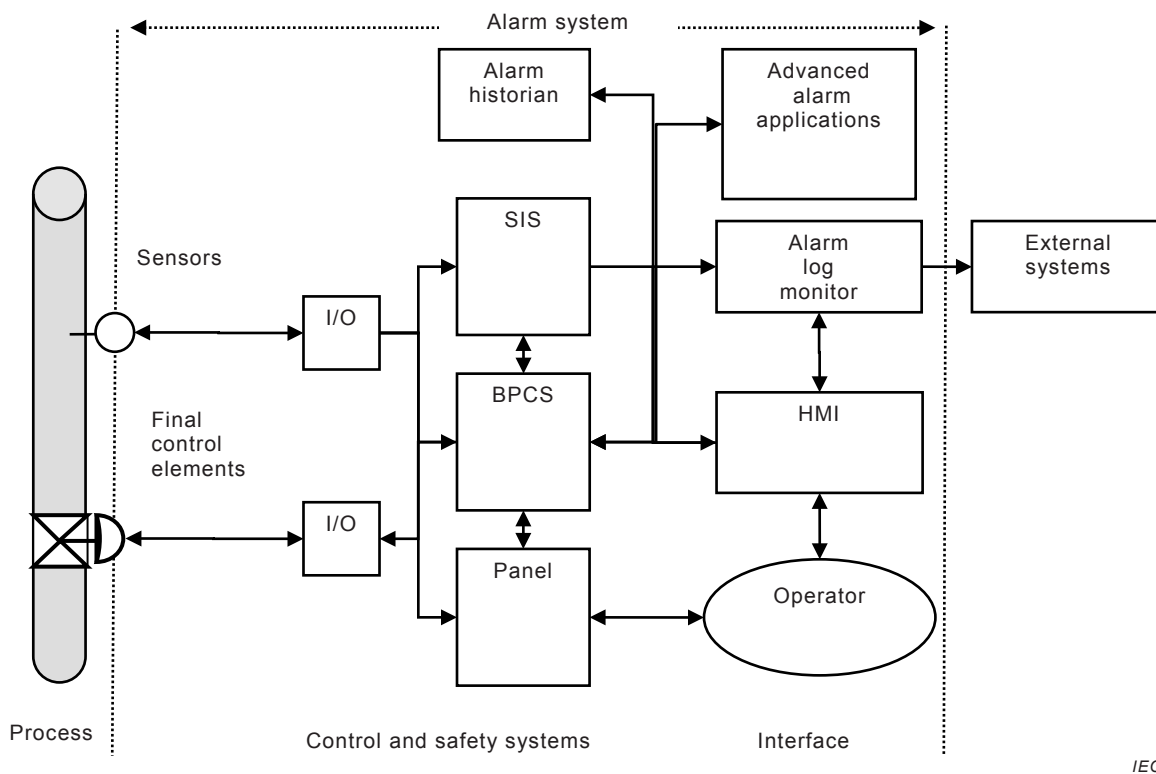 Alarm system
Alarm
historian
Advanced
alarm
applications
SIS
Alarm
log
monitor
External
systems
Sensors
I/O
BPCS
HMI
Final
control
elements
I/O
Panel
Operator
Process
Control and safety systems
Interface
IEC